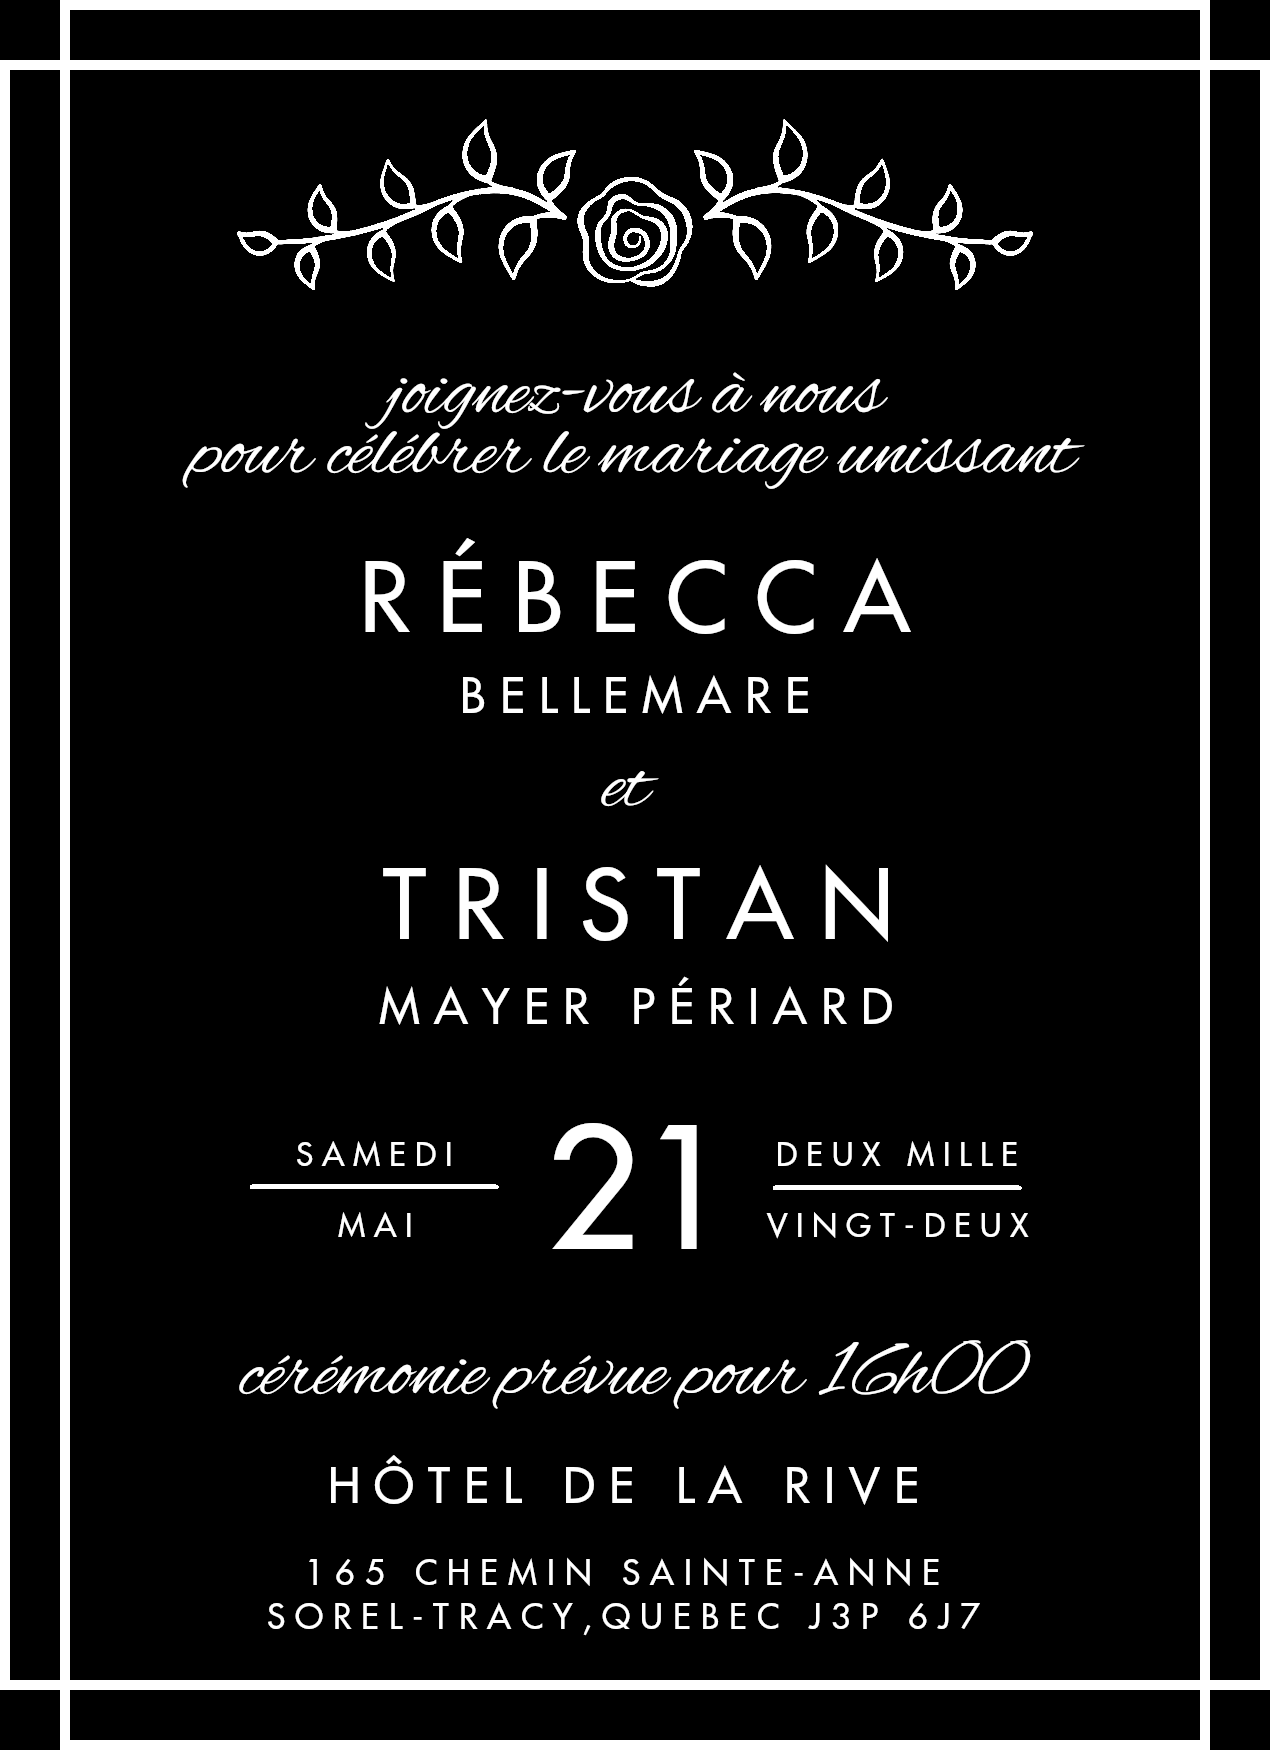 joignez-vous à nous
pour célébrer le mariage unissant
RÉBECCA
BELLEMARE
et
TRISTAN
MAYER PÉRIARD
SAMEDI
MAI
21
DEUX MILLE
VINGT-DEUX
cérémonie prévue pour 16h00
HÔTEL DE LA RIVE
165 CHEMIN SAINTE-ANNE
SOREL-TRACY,QUEBEC J3P 6J7